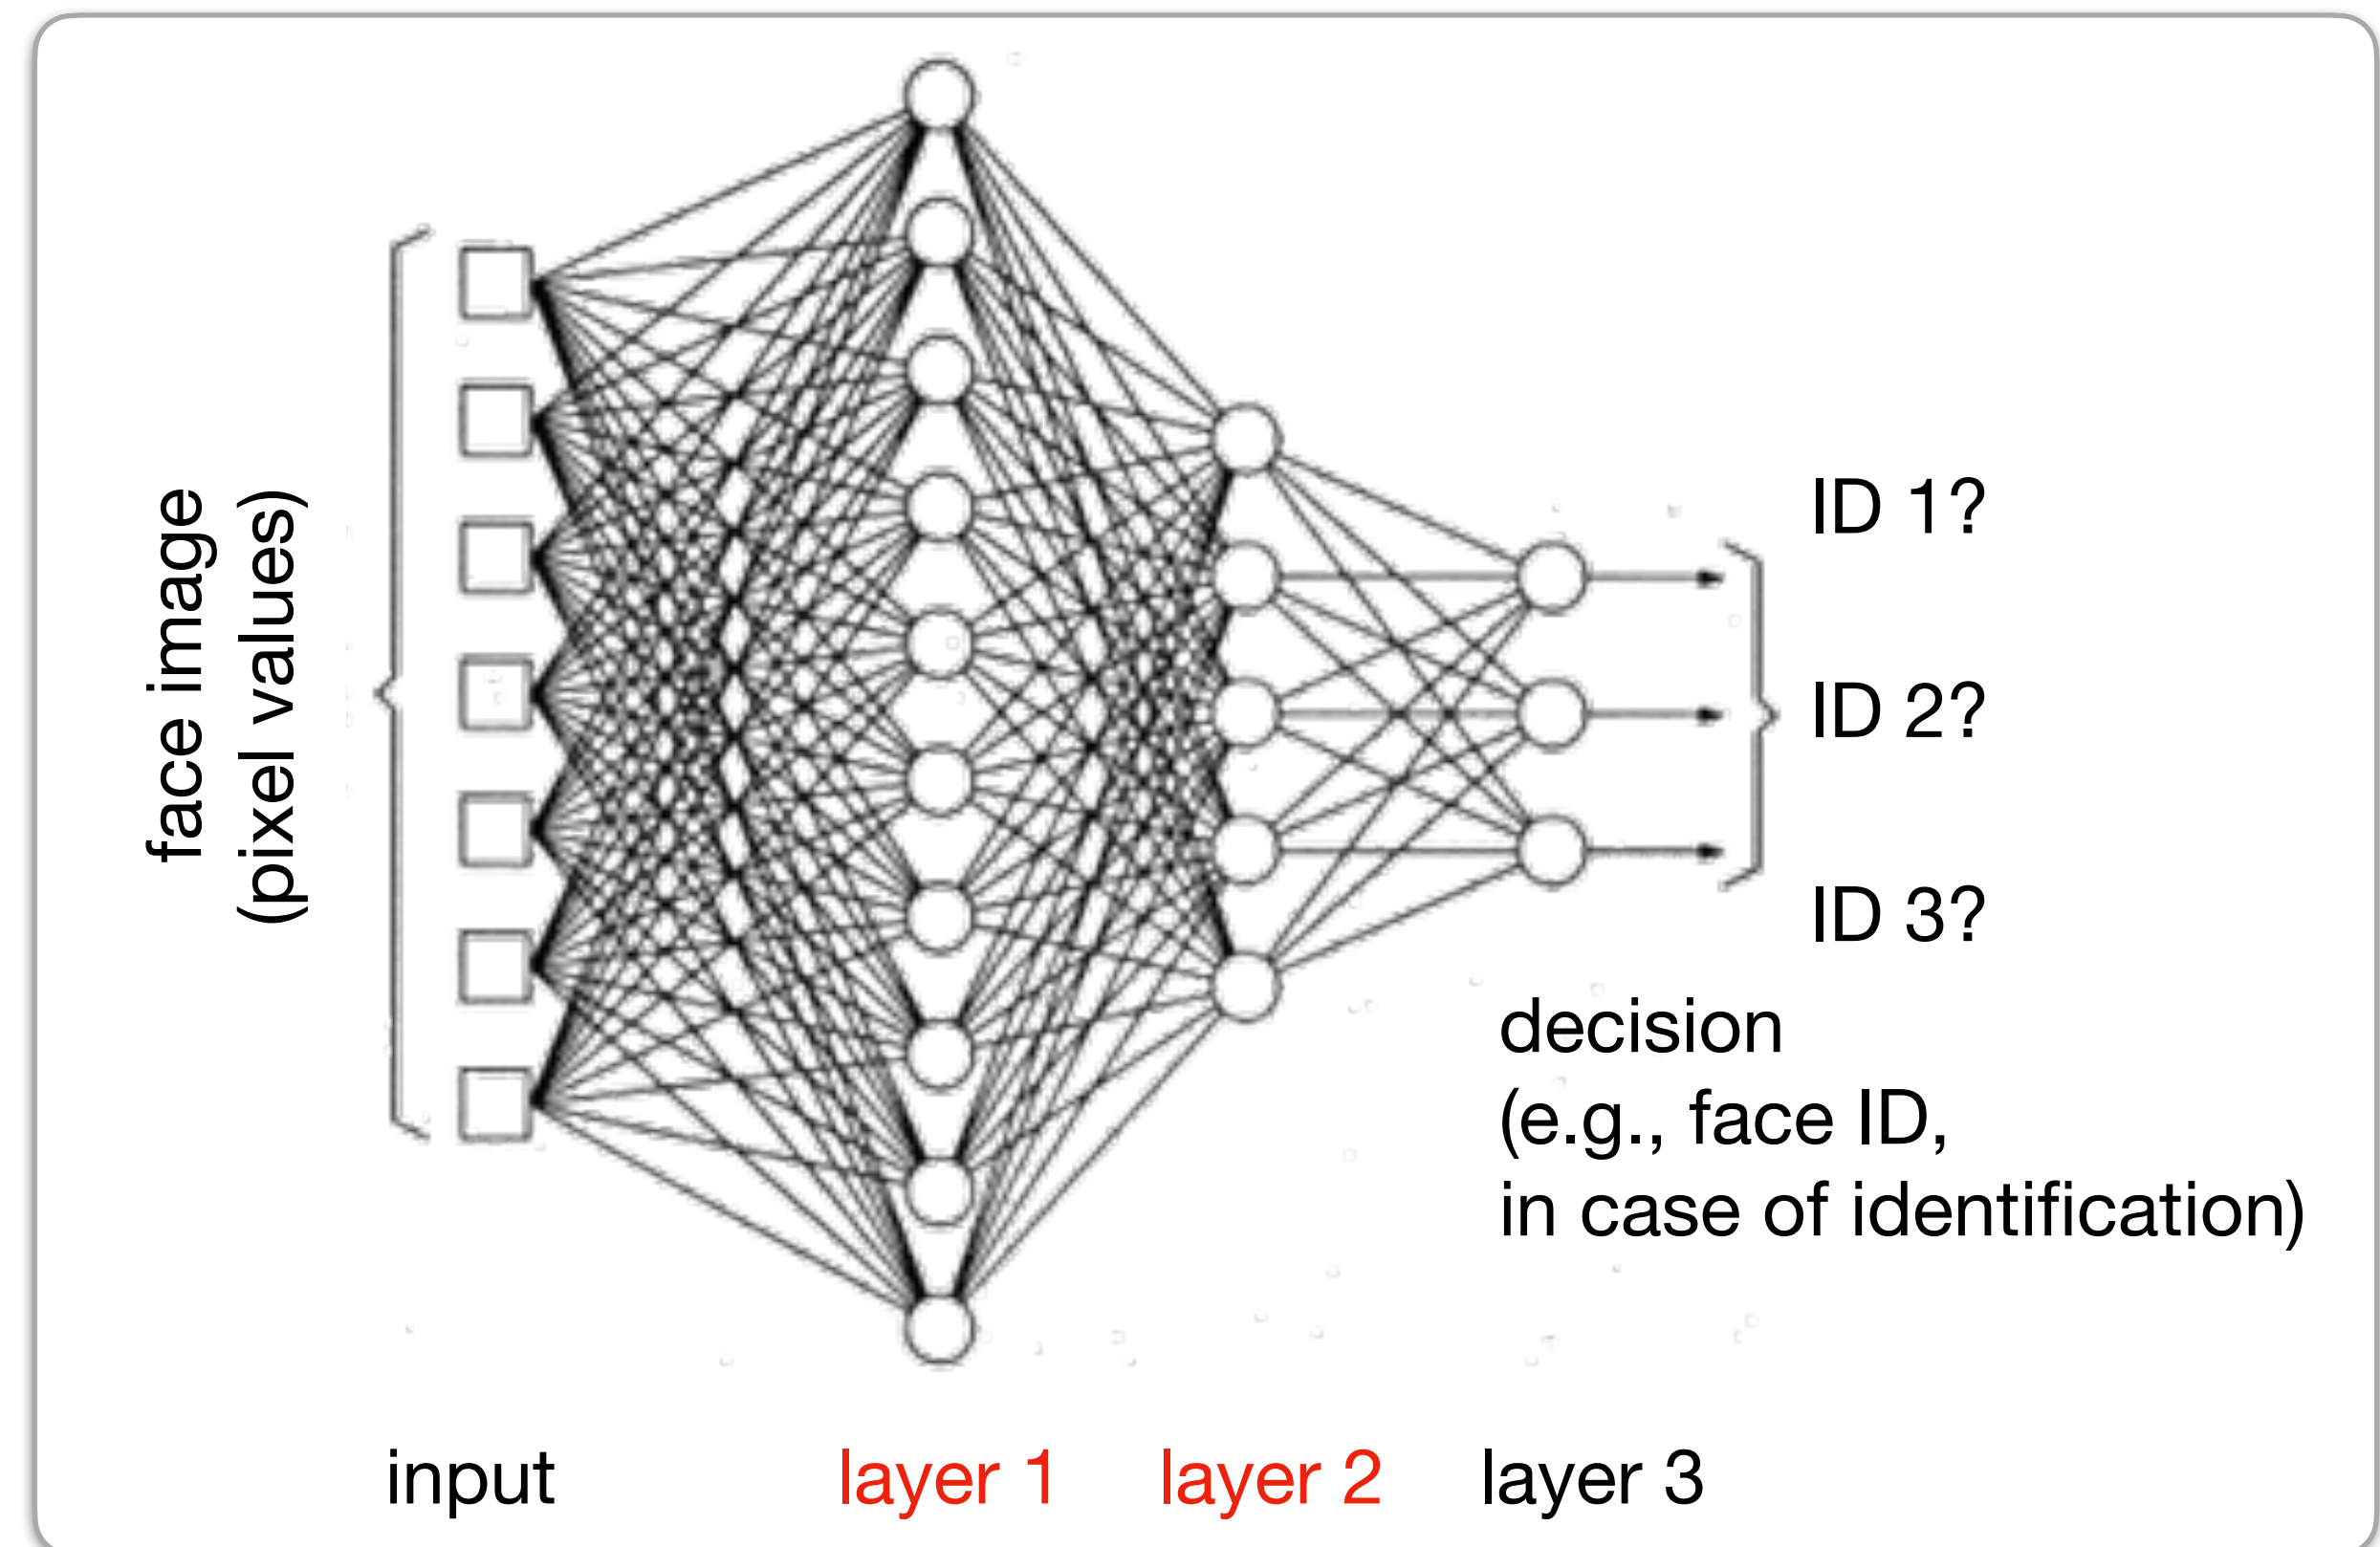 face image
(pixel values)
ID 1?
ID 2?
ID 3?
decision
(e.g., face ID,
in case of identification)
input
layer 1
layer 2
layer 3